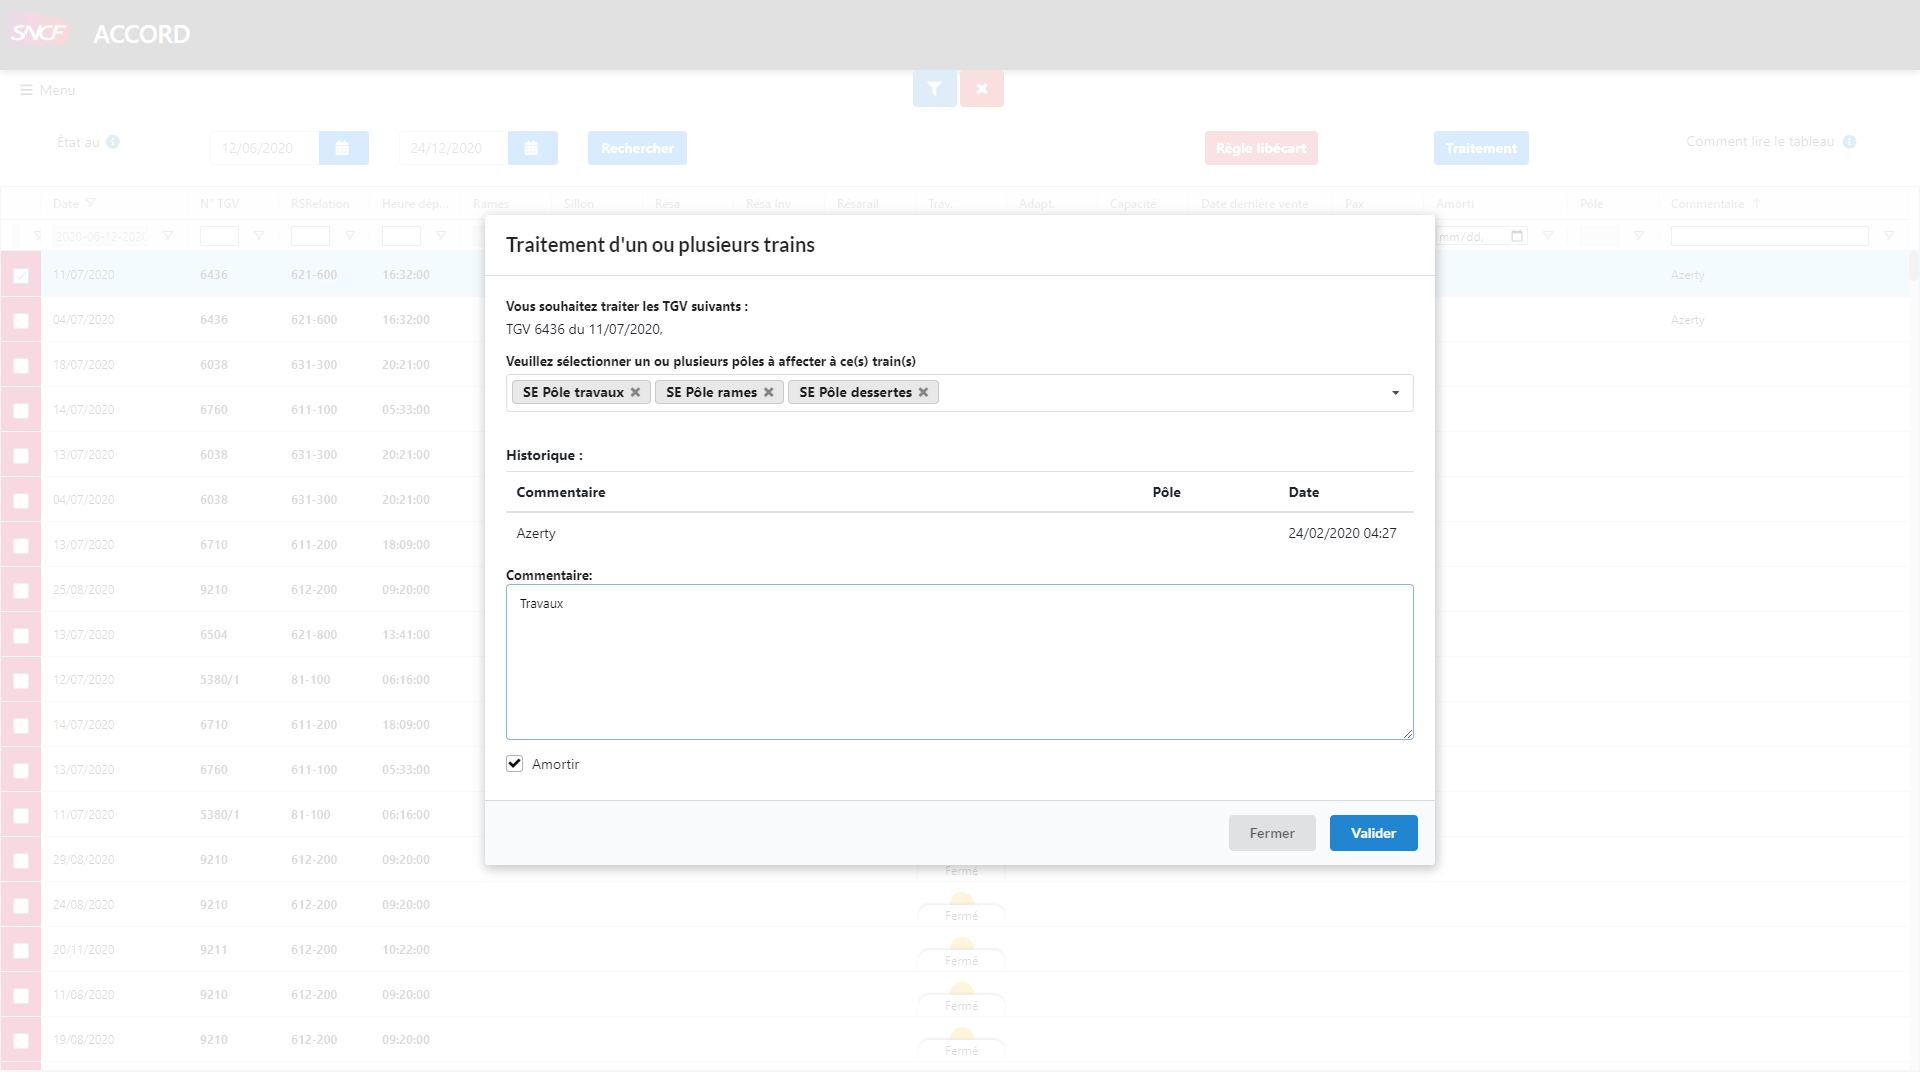 SNCF ACCORD
Menu
État au
12/06/2020 24/12/2020 Rechercher Règle libécart Traitement Comment lire le tableau
Date N° TGV RSRelation Heure dép... Rames Sillon Résa Résa Inv Résarail Trav. Adapt. Capacité Date dernière vente Pax Amorti Pôle Commentaire
mm/dd,
11/07/2020 6436 621-600 16:32:00 Azerty
04/07/2020 6436 621-600 16:32:00 Azerty
18/07/2020 6038 631-300 20:21:00
14/07/2020 6760 611-100 05:33:00
13/07/2020 6038 631-300 20:21:00
04/07/2020 6038 631-300 20:21:00
13/07/2020 6710 611-200 18:09:00
25/08/2020 9210 612-200 09:20:00
13/07/2020 6504 621-800 13:41:00
12/07/2020 5380/1 81-100 06:16:00
14/07/2020 6710 611-200 18:09:00
13/07/2020 6760 611-100 05:33:00
11/07/2020 5380/1 81-100 06:16:00
29/08/2020 9210 612-200 09:20:00 Fermé
24/08/2020 9210 612-200 09:20:00 Fermé
20/11/2020 9211 612-200 10:22:00 Fermé
11/08/2020 9210 612-200 09:20:00 Fermé
19/08/2020 9210 612-200 09:20:00 Fermé
Traitement d'un ou plusieurs trains
Vous souhaitez traiter les TGV suivants :
TGV 6436 du 11/07/2020,
Veuillez sélectionner un ou plusieurs pôles à affecter à ce(s) train(s)
SE Pôle travaux SE Pôle rames SE Pôle dessertes
Historique :
Commentaire Pôle Date
Azerty 24/02/2020 04:27
Commentaire:
Travaux
Amortir
Fermer Valider